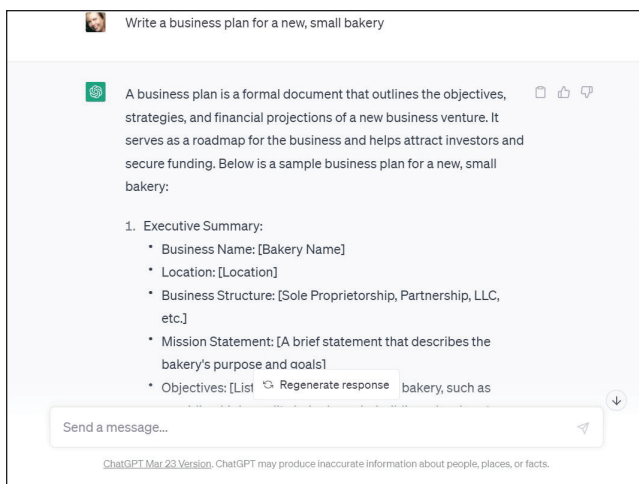 Write a business plan for a new, small bakery
A business plan is a formal document that outlines the objectives,
strategies, and financial projections of a new business venture. It
serves as a roadmap for the business and helps attract investors and
secure funding. Below is a sample business plan for a new, small
bakery:
1. Executive Summary:
• Business Name: [Bakery Name]
• Location: [Location]
• Business Structure: [Sole Proprietorship, Partnership, LLC,
etc.]
• Mission Statement: [A brief statement that describes the
bakery's purpose and goals]
• Objectives: [List
Regenerate response
bakery, such as
Send a message...
ChatGPT Mar 23 Version. ChatGPT may produce inaccurate information about people, places, or facts.